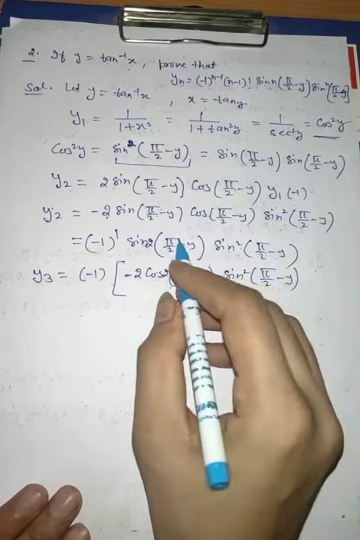 2. If y = tan⁻¹x, prove that
yₙ = (-1)ⁿ⁻¹ (n-1)! sin n(π/2 - y) sinⁿ(π/2 - y)
Sol. Let y = tan⁻¹x, x = tan y
y₁ = 1/(1+x²) = 1/(1+tan²y) = 1/sec²y = cos²y
cos²y = sin²(π/2 - y) = sin(π/2 - y) sin(π/2 - y)
y₂ = 2 sin(π/2 - y) cos(π/2 - y) y₁ (-1)
y₂ = -2 sin(π/2 - y) cos(π/2 - y) sin²(π/2 - y)
= (-1)¹ sin2(π/2 - y) sin²(π/2 - y)
y₃ = (-1) [-2 cos2 sin²(π/2 - y)